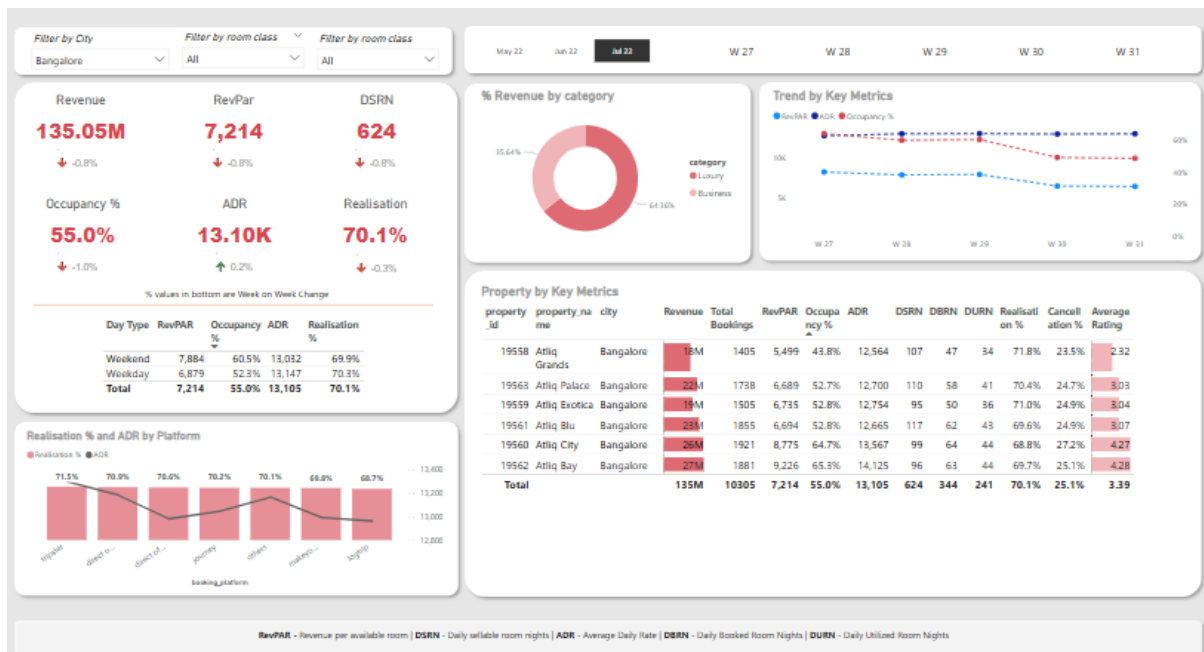 Filter by City
Bangalore
Filter by room class
All
Filter by room class
All
May 22 Jun 22 Jul 22 W 27 W 28 W 29 W 30 W 31
Revenue RevPar DSRN
135.05M 7,214 624
-0.8% -0.8% -0.8%
Occupancy % ADR Realisation
55.0% 13.10K 70.1%
-1.0% 0.2% -0.3%
% values in bottom are Week on Week Change
Day Type RevPAR Occupancy ADR Realisation
% %
Weekend 7,884 60.5% 13,032 69.9%
Weekday 6,879 52.3% 13,147 70.3%
Total 7,214 55.0% 13,105 70.1%
% Revenue by category
35.64%
64.36%
category
Luxury
Business
Trend by Key Metrics
RevPAR ADR Occupancy %
10K
5K
60%
40%
20%
0%
W 27 W 28 W 29 W 30 W 31
Realisation % and ADR by Platform
Realisation % ADR
71.5% 70.9% 70.6% 70.2% 70.1% 69.8% 68.7%
13,400
13,200
13,000
12,800
tripster direct o... direct of... journey others makeyo... logtrip
booking_platform
Property by Key Metrics
property property_na city Revenue Total RevPAR Occupa ADR DSRN DBRN DURN Realisati Cancell Average
_id me Bookings ncy % on % ation % Rating
19558 Atliq Bangalore 18M 1405 5,499 43.8% 12,564 107 47 34 71.8% 23.5% 2.32
Grands
19563 Atliq Palace Bangalore 22M 1738 6,689 52.7% 12,700 110 58 41 70.4% 24.7% 3.03
19559 Atliq Exotica Bangalore 19M 1505 6,735 52.8% 12,754 95 50 36 71.0% 24.9% 3.04
19561 Atliq Blu Bangalore 23M 1855 6,694 52.8% 12,665 117 62 43 69.6% 24.9% 3.07
19560 Atliq City Bangalore 26M 1921 8,775 64.7% 13,567 99 64 44 68.8% 27.2% 4.27
19562 Atliq Bay Bangalore 27M 1881 9,226 65.3% 14,125 96 63 44 69.7% 25.1% 4.28
Total 135M 10305 7,214 55.0% 13,105 624 344 241 70.1% 25.1% 3.39
RevPAR - Revenue per available room | DSRN - Daily sellable room nights | ADR - Average Daily Rate | DBRN - Daily Booked Room Nights | DURN - Daily Utilized Room Nights